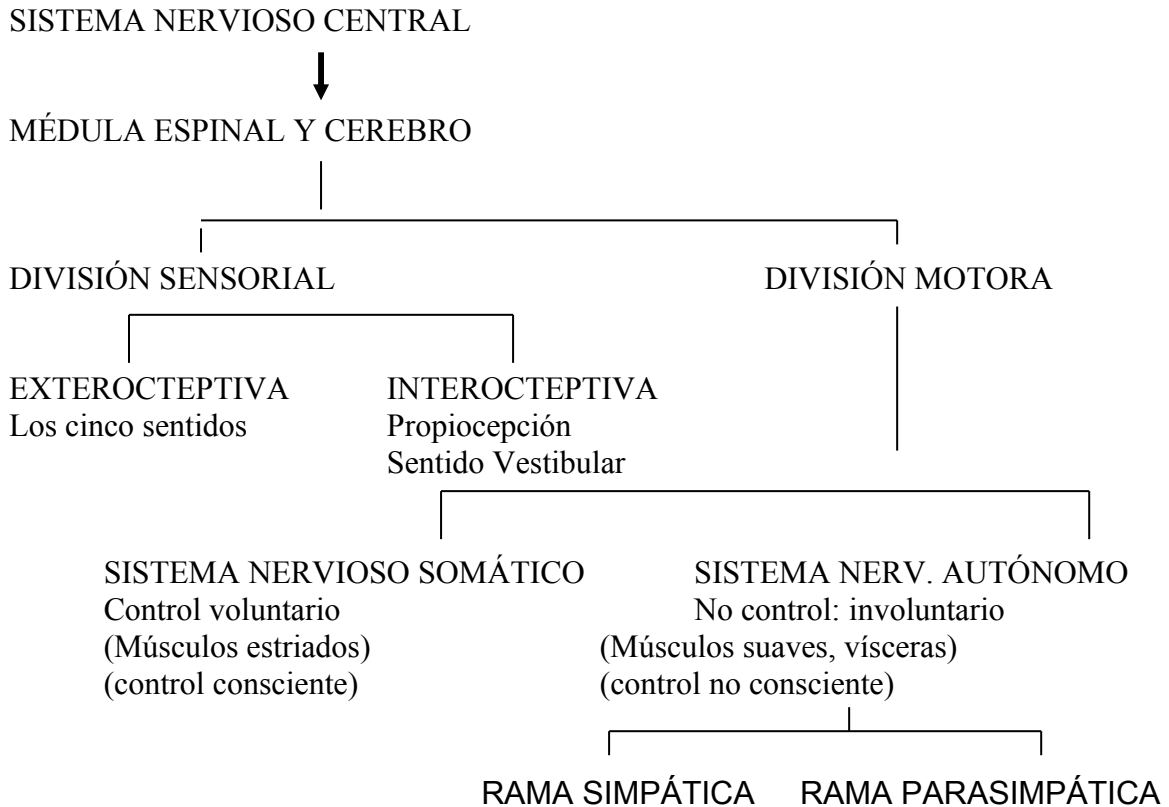 SISTEMA NERVIOSO CENTRAL
MÉDULA ESPINAL Y CEREBRO
DIVISIÓN SENSORIAL DIVISIÓN MOTORA
EXTEROCTEPTIVA INTEROCTEPTIVA
Los cinco sentidos Propiocepción
Sentido Vestibular
SISTEMA NERVIOSO SOMÁTICO SISTEMA NERV. AUTÓNOMO
Control voluntario No control: involuntario
(Músculos estriados) (Músculos suaves, vísceras)
(control consciente) (control no consciente)
RAMA SIMPÁTICA RAMA PARASIMPÁTICA